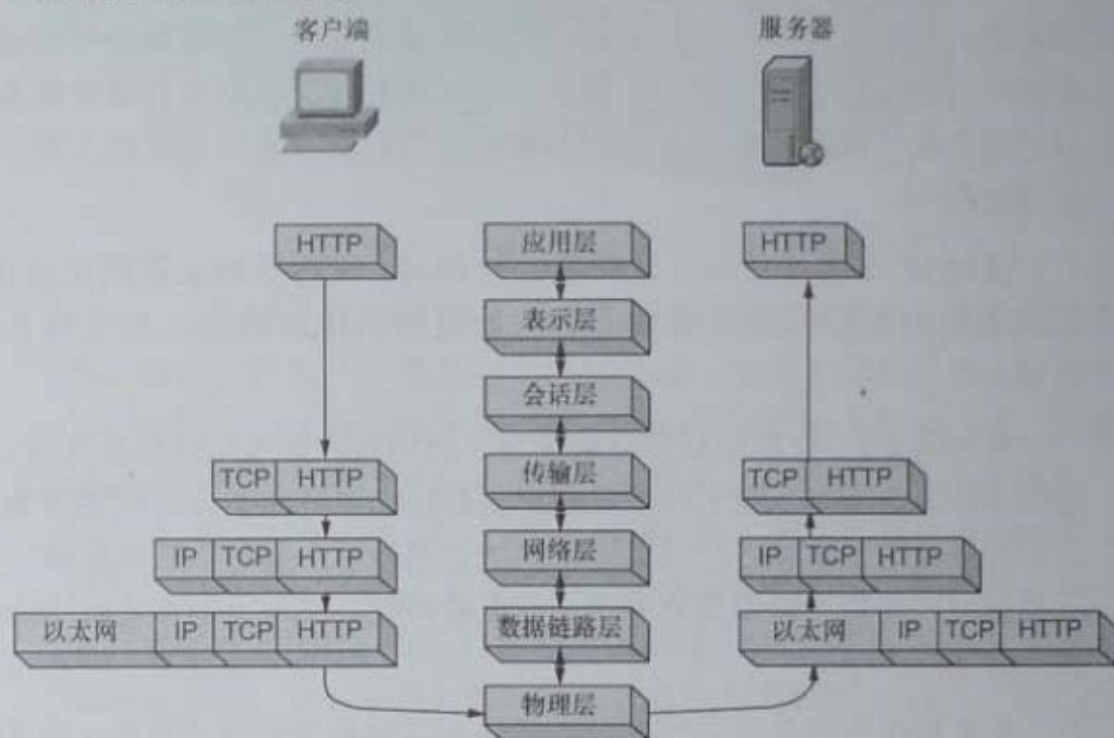 客户端 服务器
HTTP 应用层 HTTP
表示层
会话层
TCP HTTP 传输层 TCP HTTP
IP TCP HTTP 网络层 IP TCP HTTP
以太网 IP TCP HTTP 数据链路层 以太网 IP TCP HTTP
物理层